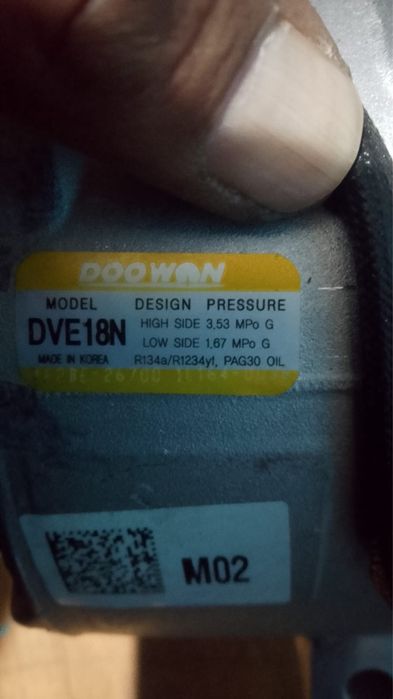 DOOWON
MODEL DESIGN PRESSURE
DVE18N HIGH SIDE 3,53 MPa G
LOW SIDE 1,67 MPa G
MADE IN KOREA R134a/R1234yf, PAG30 OIL
M02